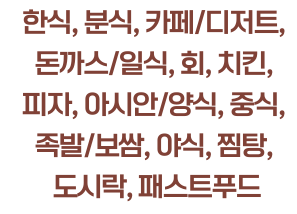 한식, 분식, 카페/디저트,
돈까스/일식, 회, 치킨,
피자, 아시안/양식, 중식,
족발/보쌈, 야식, 찜탕,
도시락, 패스트푸드